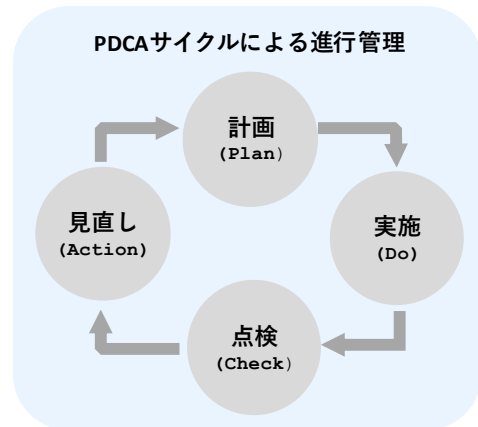 PDCAサイクルによる進行管理
計画
(Plan)
実施
(Do)
点検
(Check)
見直し
(Action)